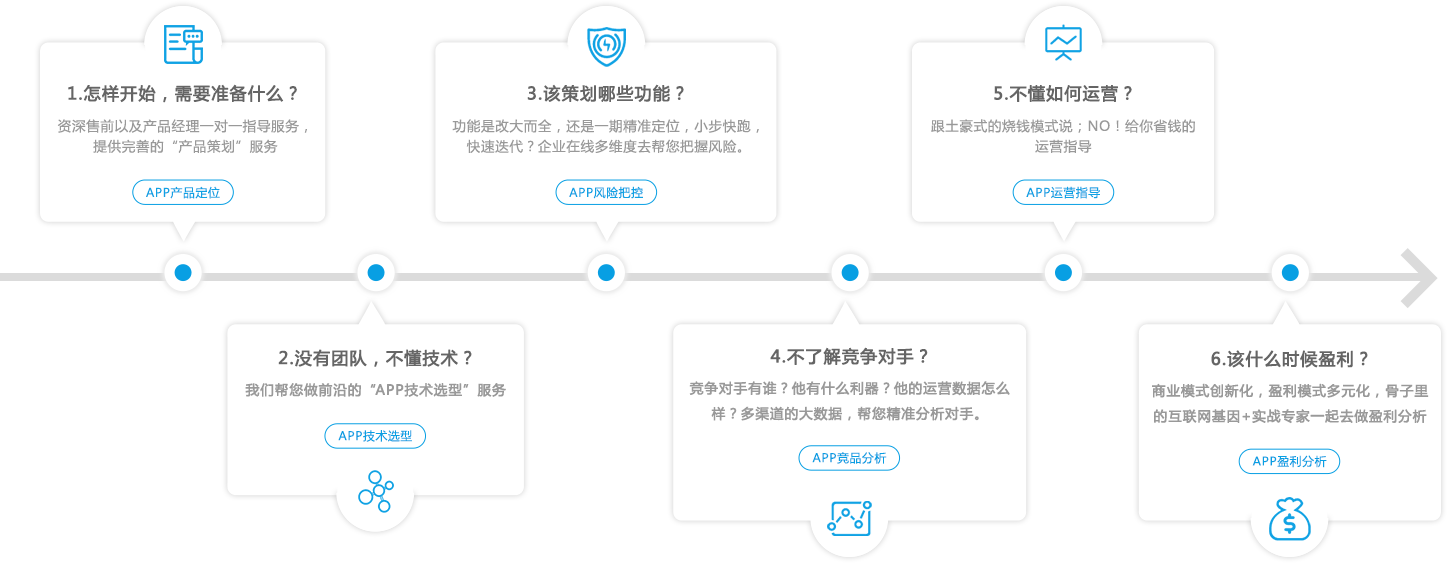 1.怎样开始，需要准备什么？
资深售前以及产品经理一对一指导服务，
提供完善的“产品策划”服务
APP产品定位
2.没有团队，不懂技术？
我们帮您做前沿的“APP技术选型”服务
APP技术选型
3.该策划哪些功能？
功能是改大而全，还是一期精准定位，小步快跑，
快速迭代？企业在线多维度去帮您把握风险。
APP风险把控
4.不了解竞争对手？
竞争对手有谁？他有什么利器？他的运营数据怎么
样？多渠道的大数据，帮您精准分析对手。
APP竞品分析
5.不懂如何运营？
跟土豪式的烧钱模式说；NO！给你省钱的
运营指导
APP运营指导
6.该什么时候盈利？
商业模式创新化，盈利模式多元化，骨子里
的互联网基因+实战专家一起去做盈利分析
APP盈利分析